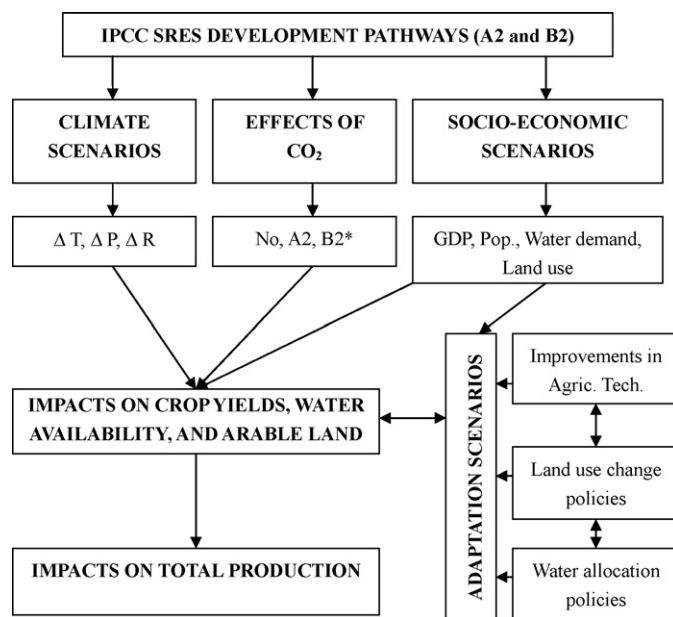 IPCC SRES DEVELOPMENT PATHWAYS (A2 and B2)
CLIMATE
SCENARIOS
EFFECTS OF
CO₂
SOCIO-ECONOMIC
SCENARIOS
Δ T, Δ P, Δ R
No, A2, B2*
GDP, Pop., Water demand,
Land use
IMPACTS ON CROP YIELDS, WATER
AVAILABILITY, AND ARABLE LAND
ADAPTATION SCENARIOS
Improvements in
Agric. Tech.
Land use change
policies
Water allocation
policies
IMPACTS ON TOTAL PRODUCTION